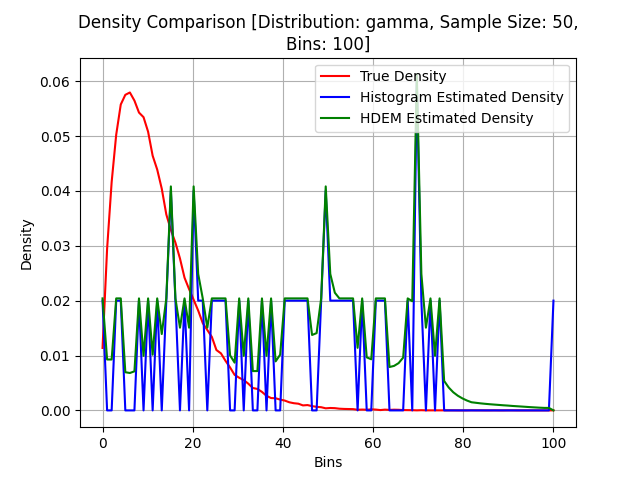 Density Comparison [Distribution: gamma, Sample Size: 50,
Bins: 100]
True Density
Histogram Estimated Density
HDEM Estimated Density
Density
0.06
0.05
0.04
0.03
0.02
0.01
0.00
0 20 40 60 80 100
Bins